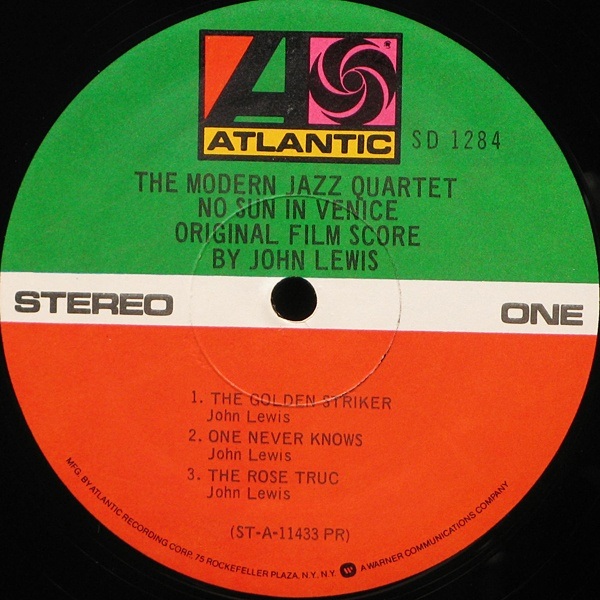 ATLANTIC
SD 1284
THE MODERN JAZZ QUARTET
NO SUN IN VENICE
ORIGINAL FILM SCORE
BY JOHN LEWIS
STEREO
ONE
1. THE GOLDEN STRIKER
John Lewis
2. ONE NEVER KNOWS
John Lewis
3. THE ROSE TRUC
John Lewis
(ST-A-11433 PR)
MFG. BY ATLANTIC RECORDING CORP. 75 ROCKEFELLER PLAZA, N.Y. N.Y. A WARNER COMMUNICATIONS COMPANY